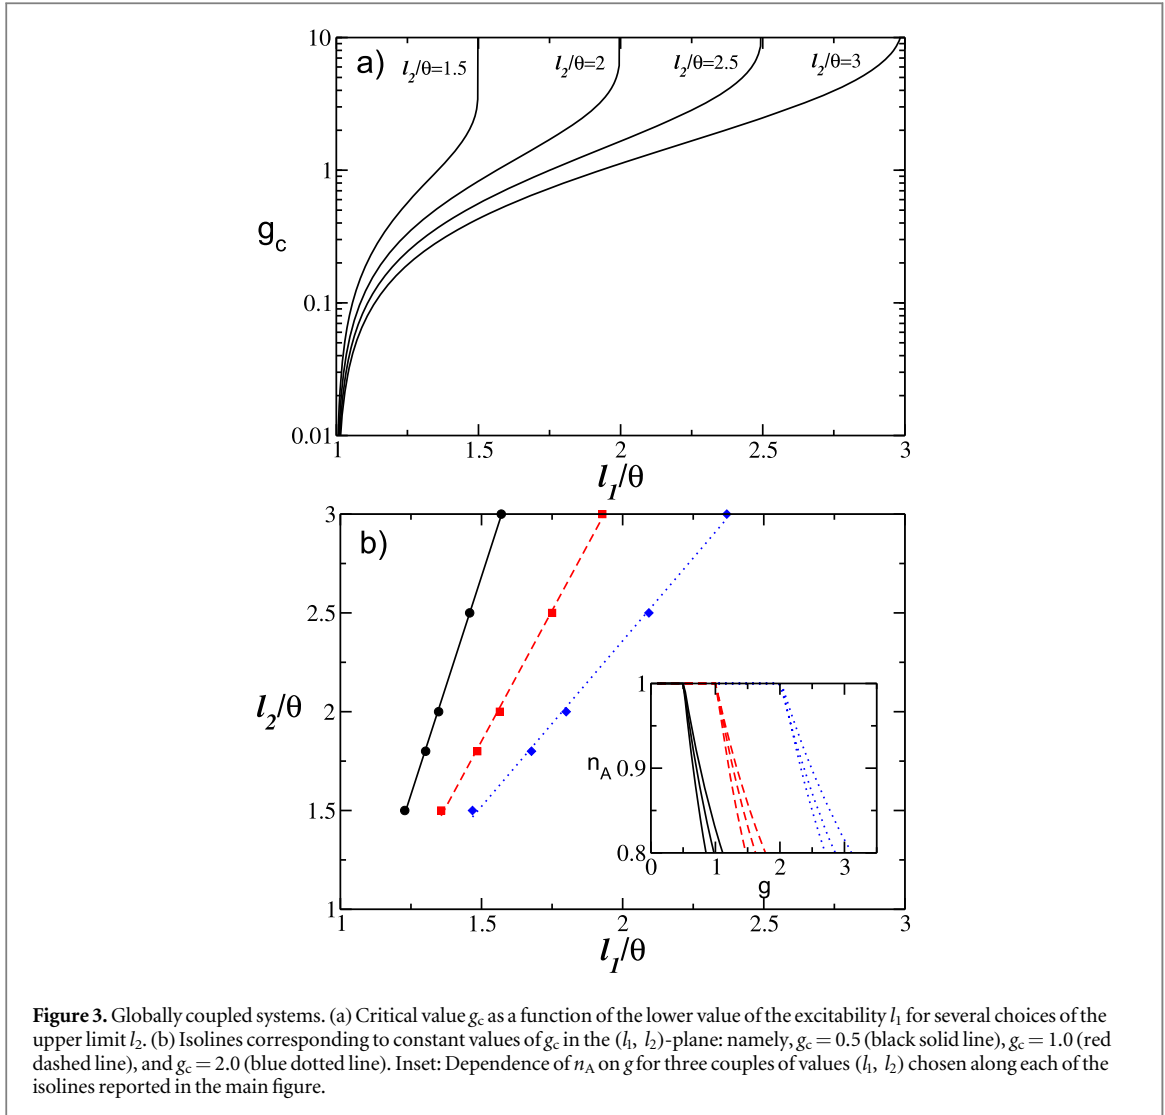 10
a)
l2/θ=1.5
l2/θ=2
l2/θ=2.5
l2/θ=3
1
gc
0.1
0.01
1 1.5 2 2.5 3
l1/θ
3
b)
2.5
l2/θ
2
1.5
1
1
nA 0.9
0.8
0 1 2 3
g
1 1.5 2 2.5 3
l1/θ
Figure 3. Globally coupled systems. (a) Critical value gc as a function of the lower value of the excitability l1 for several choices of the
upper limit l2. (b) Isolines corresponding to constant values of gc in the (l1, l2)-plane: namely, gc = 0.5 (black solid line), gc = 1.0 (red
dashed line), and gc = 2.0 (blue dotted line). Inset: Dependence of nA on g for three couples of values (l1, l2) chosen along each of the
isolines reported in the main figure.